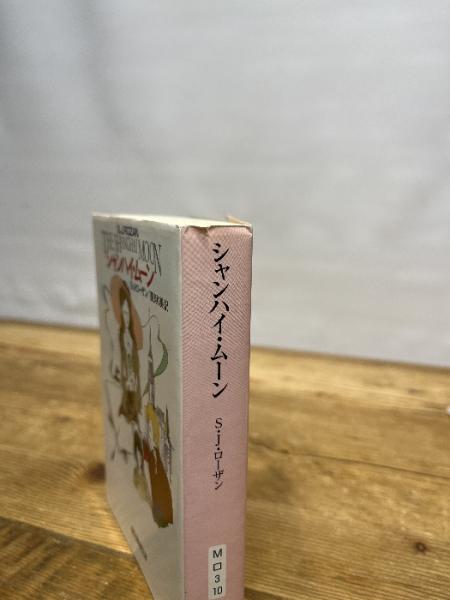 S.J.ROZAN
THE SHANGHAI MOON
シャンハイ・ムーン
シャンハイ・ムーン
S・J・ローザン
M
ロ
3
10